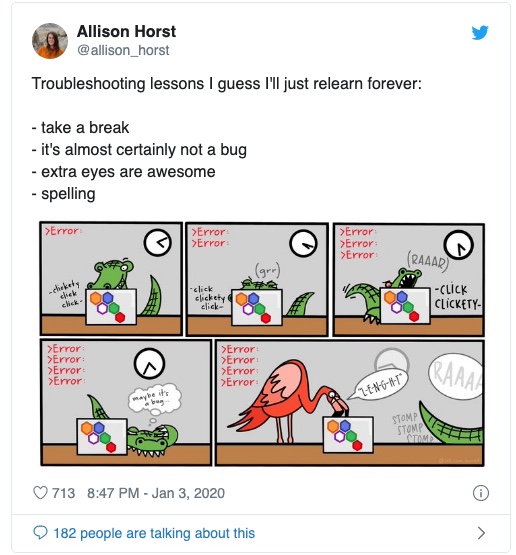 Allison Horst
@allison_horst
Troubleshooting lessons I guess I'll just relearn forever:
- take a break
- it's almost certainly not a bug
- extra eyes are awesome
- spelling
>Error:
-clickety
click
click-
>Error:
>Error:
(grr)
-click
clickety
click-
>Error:
>Error:
>Error:
(RAAAR)
-CLICK
CLICKETY-
>Error:
>Error:
>Error:
>Error:
maybe it's
a bug...
>Error:
>Error:
>Error:
>Error:
"L-E-N-G-H-T"
RAAAA
STOMP
STOMP
STOMP
713 8:47 PM - Jan 3, 2020
182 people are talking about this